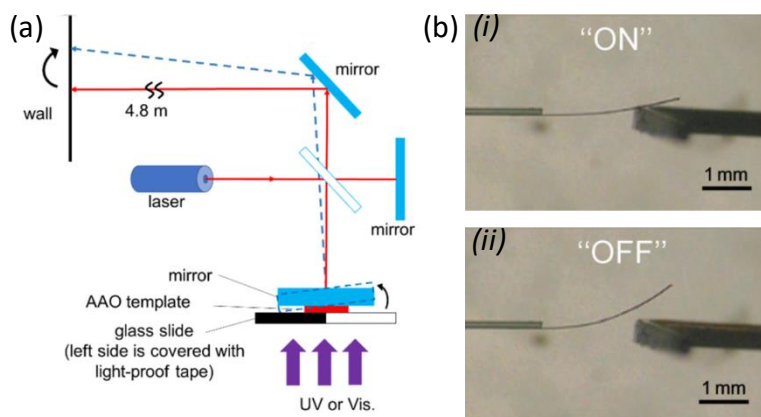 (a)
mirror
4.8 m
wall
laser
mirror
mirror
AAO template
glass slide
(left side is covered with
light-proof tape)
UV or Vis.
(b)
(i)
“ON”
1 mm
(ii)
“OFF”
1 mm